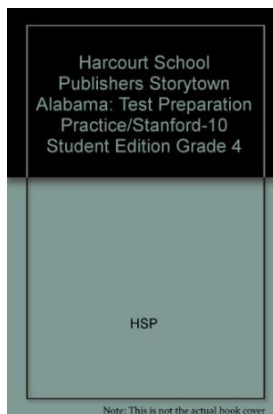 Harcourt School
Publishers Storytown
Alabama: Test Preparation
Practice/Stanford-10
Student Edition Grade 4
HSP
Note: This is not the actual book cover